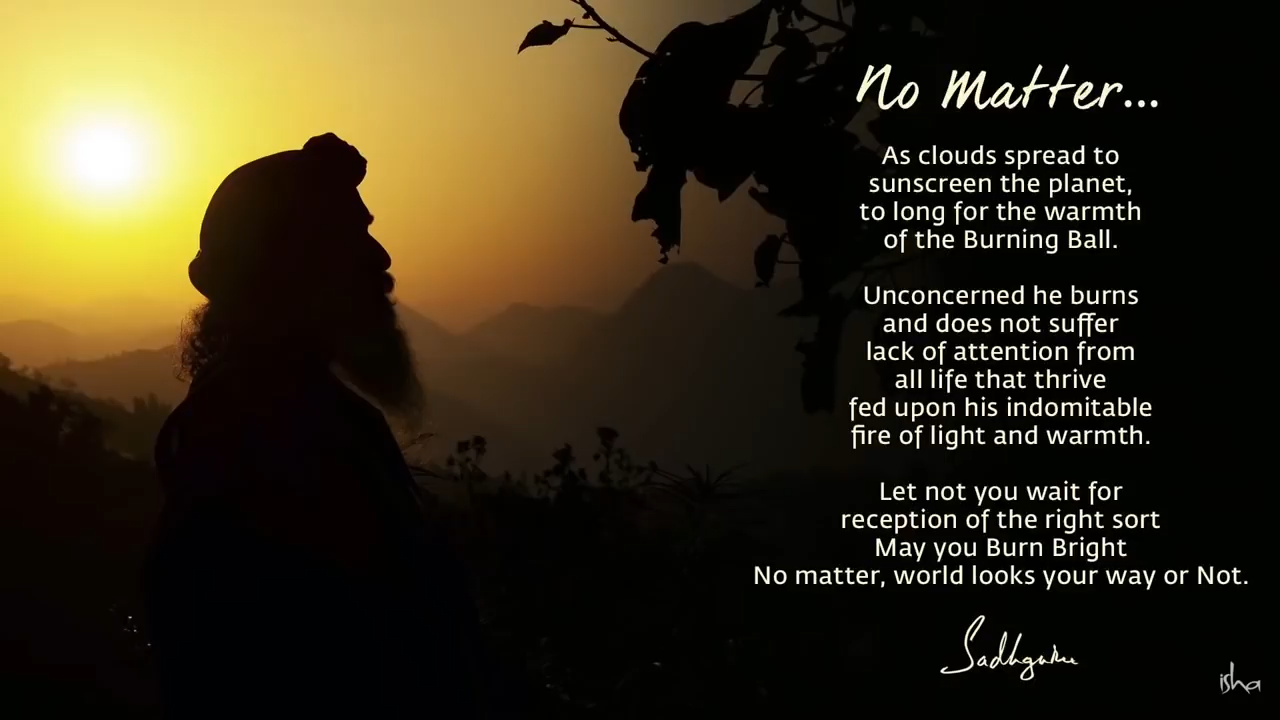 No Matter...
As clouds spread to
sunscreen the planet,
to long for the warmth
of the Burning Ball.
Unconcerned he burns
and does not suffer
lack of attention from
all life that thrive
fed upon his indomitable
fire of light and warmth.
Let not you wait for
reception of the right sort
May you Burn Bright
No matter, world looks your way or Not.
Sadhguru
isha